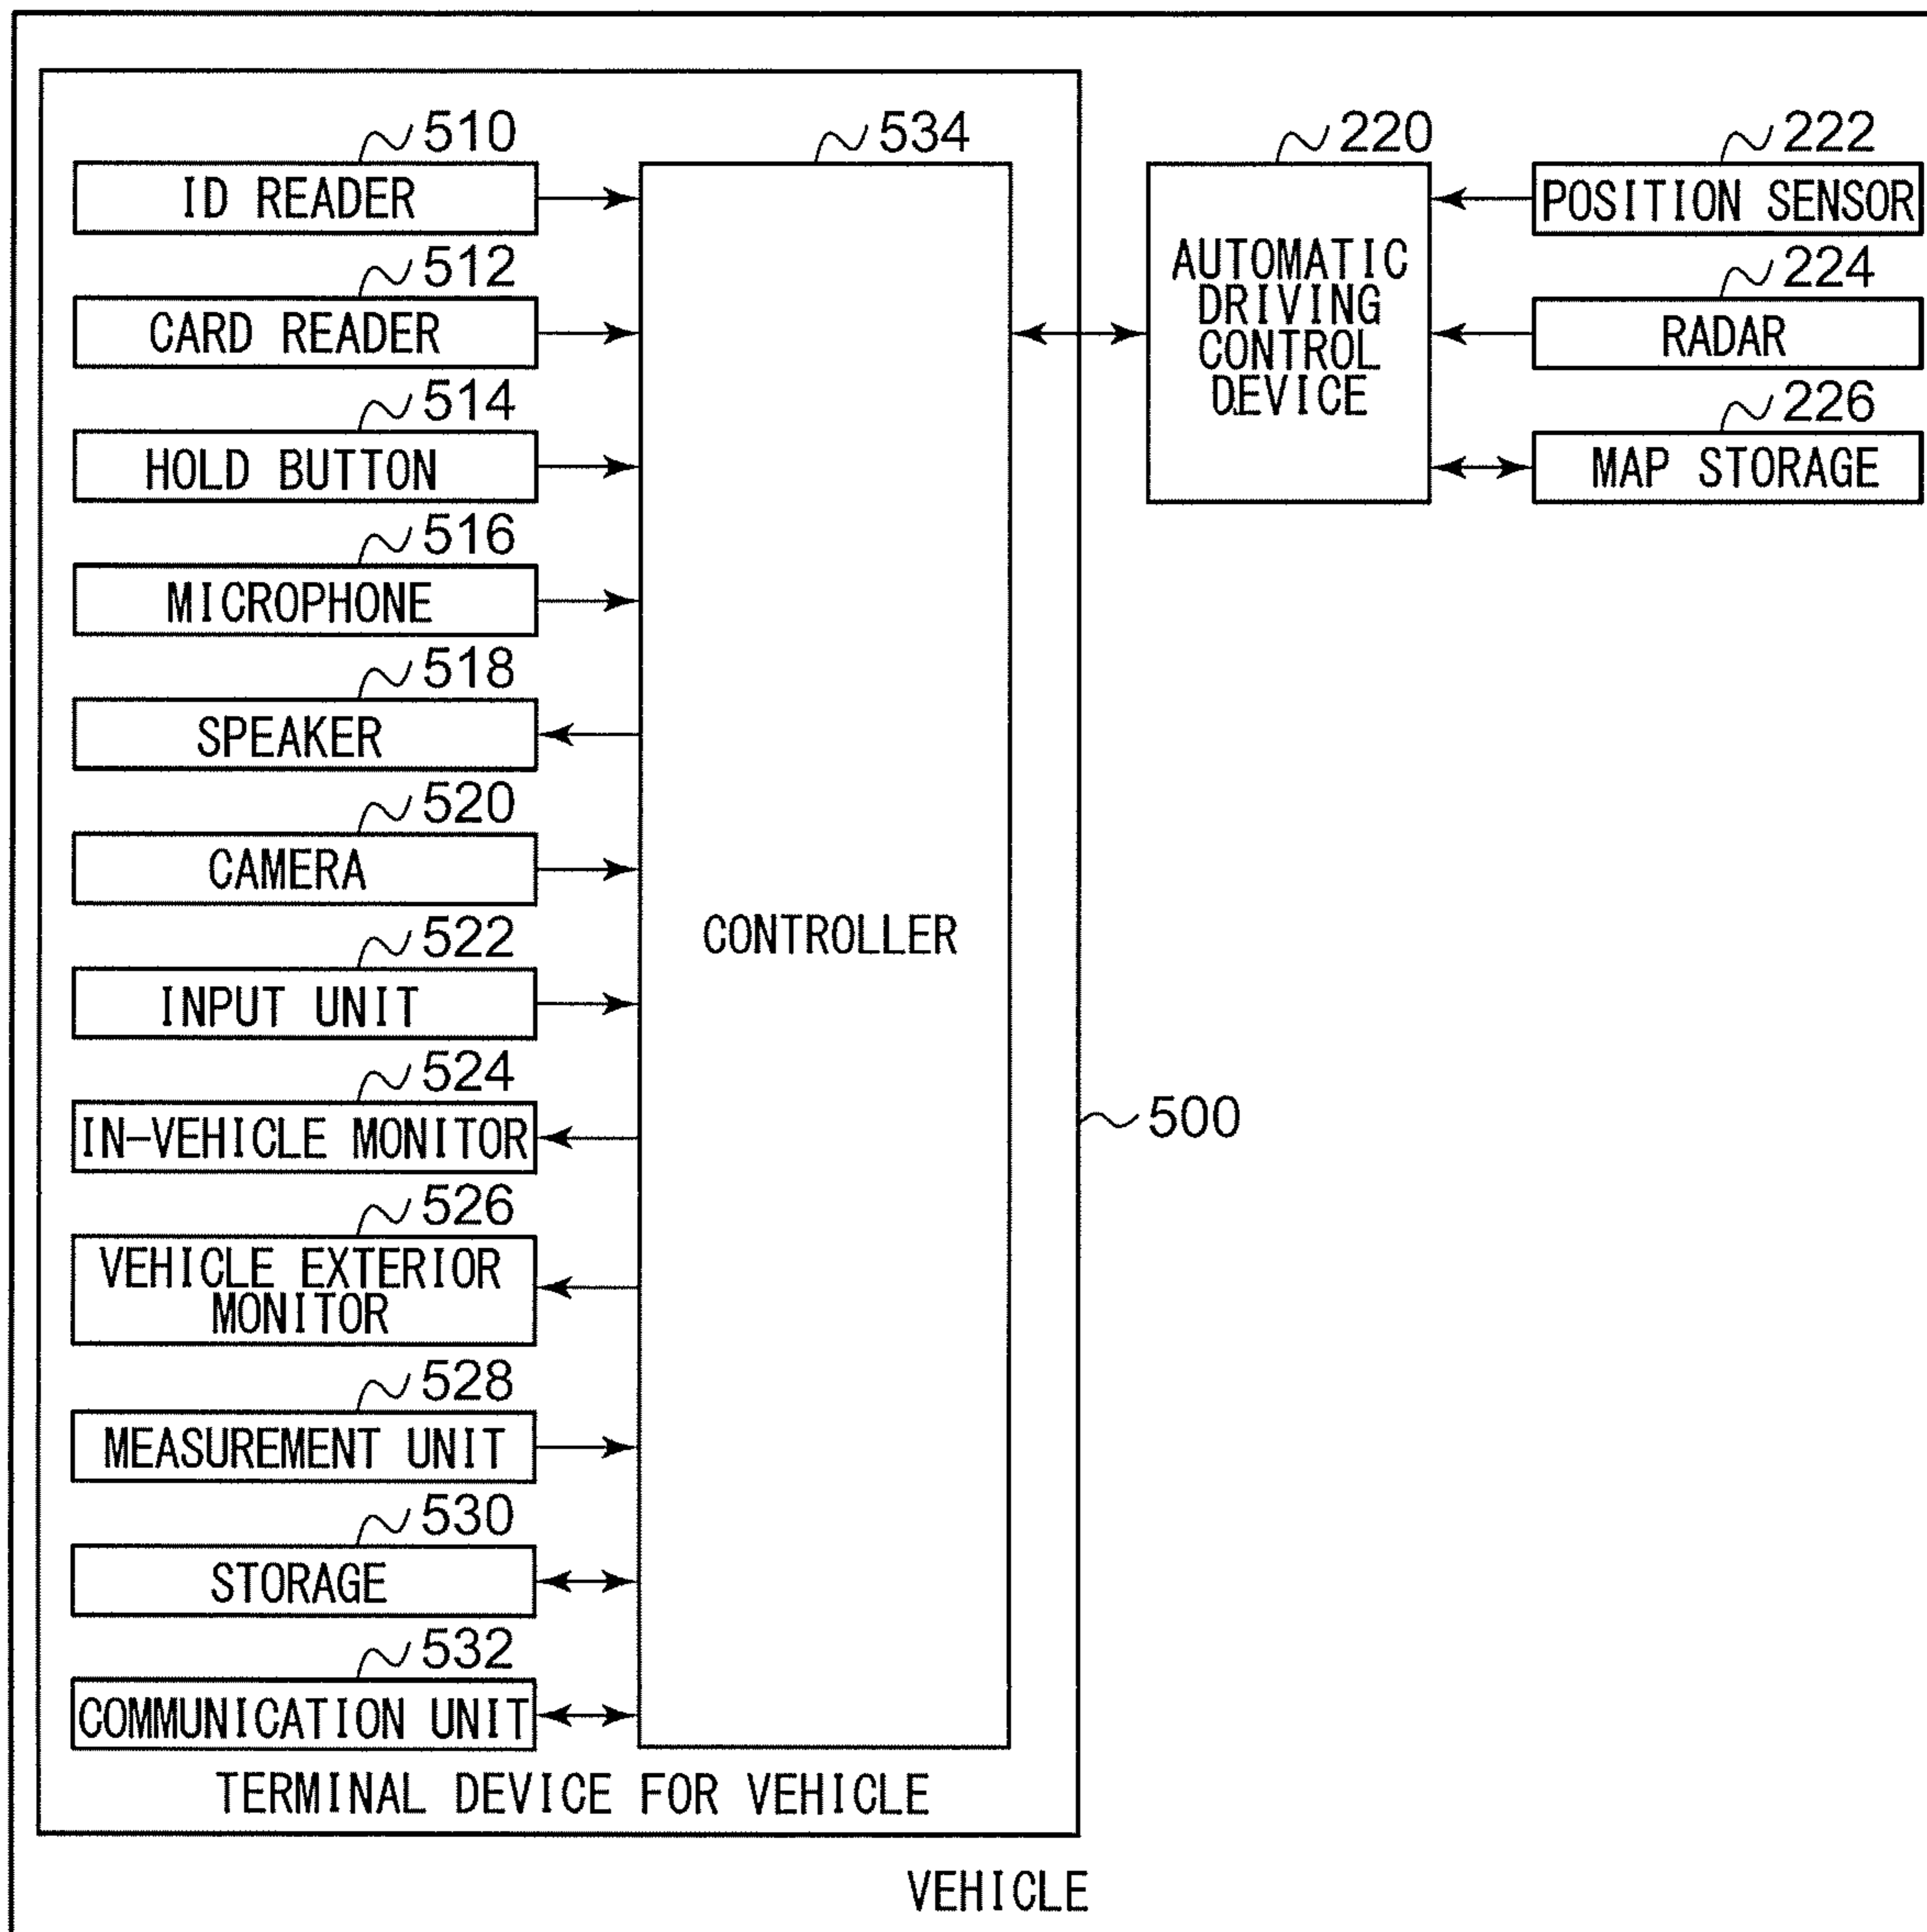 510
ID READER
512
CARD READER
514
HOLD BUTTON
516
MICROPHONE
518
SPEAKER
520
CAMERA
522
INPUT UNIT
524
IN-VEHICLE MONITOR
526
VEHICLE EXTERIOR
MONITOR
528
MEASUREMENT UNIT
530
STORAGE
532
COMMUNICATION UNIT
534
CONTROLLER
TERMINAL DEVICE FOR VEHICLE
500
220
AUTOMATIC
DRIVING
CONTROL
DEVICE
222
POSITION SENSOR
224
RADAR
226
MAP STORAGE
VEHICLE